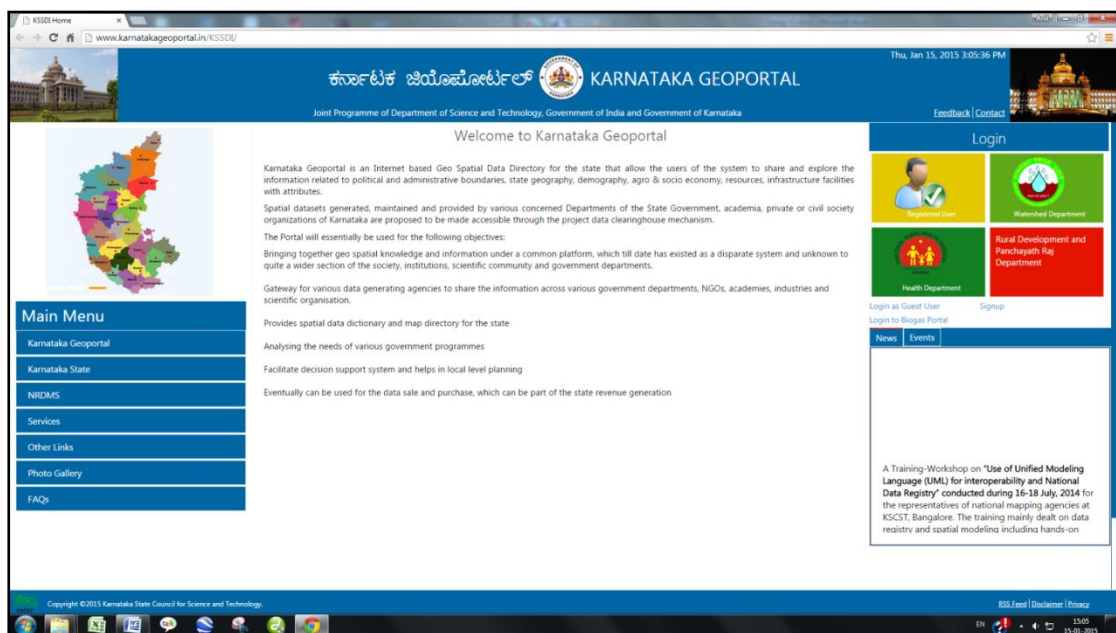 KSSDI Home
www.karnatakageoportal.in/KSSDI/
ಕರ್ನಾಟಕ ಜಿಯೊಪೋರ್ಟಲ್ KARNATAKA GEOPORTAL
Joint Programme of Department of Science and Technology, Government of India and Government of Karnataka
Thu, Jan 15, 2015 3:05:36 PM
Feedback | Contact
Main Menu
Karnataka Geoportal
Karnataka State
NRDMS
Services
Other Links
Photo Gallery
FAQs
Welcome to Karnataka Geoportal
Karnataka Geoportal is an Internet based Geo Spatial Data Directory for the state that allow the users of the system to share and explore the
information related to political and administrative boundaries, state geography, demography, agro & socio economy, resources, infrastructure facilities
with attributes.
Spatial datasets generated, maintained and provided by various concerned Departments of the State Government, academia, private or civil society
organizations of Karnataka are proposed to be made accessible through the project data clearinghouse mechanism.
The Portal will essentially be used for the following objectives:
Bringing together geo spatial knowledge and information under a common platform, which till date has existed as a disparate system and unknown to
quite a wider section of the society, institutions, scientific community and government departments.
Gateway for various data generating agencies to share the information across various government departments, NGOs, academies, industries and
scientific organisation.
Provides spatial data dictionary and map directory for the state
Analysing the needs of various government programmes
Facilitate decision support system and helps in local level planning
Eventually can be used for the data sale and purchase, which can be part of the state revenue generation
Login
Registered User
Watershed Department
Health Department
Rural Development and
Panchayath Raj
Department
Login as Guest User Signup
Login to Biogas Portal
News Events
A Training-Workshop on "Use of Unified Modeling
Language (UML) for interoperability and National
Data Registry" conducted during 16-18 July, 2014 for
the representatives of national mapping agencies at
KSCST, Bangalore. The training mainly dealt on data
registry and spatial modeling including hands-on
Copyright ©2015 Karnataka State Council for Science and Technology.
RSS Feed | Disclaimer | Privacy
EN
15:05
15-01-2015